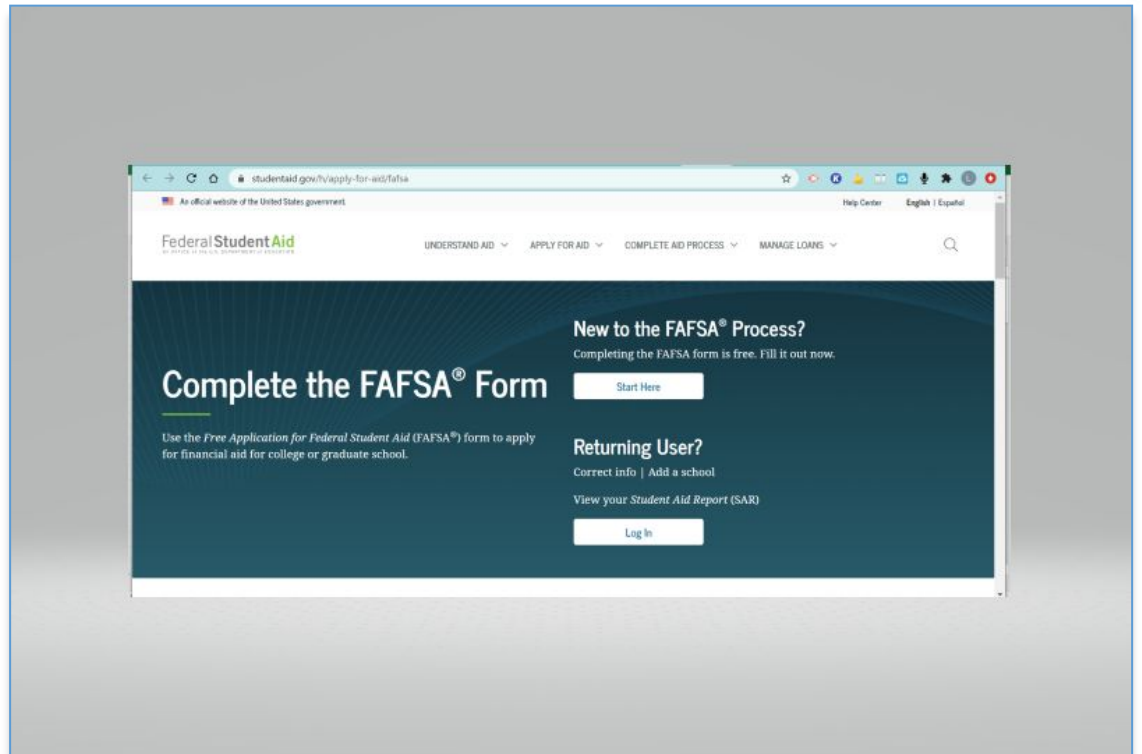 studentaid.gov/h/apply-for-aid/fafsa
An official website of the United States government.
Help Center English | Español
Federal Student Aid
UNDERSTAND AID APPLY FOR AID COMPLETE AID PROCESS MANAGE LOANS
Complete the FAFSA® Form
Use the Free Application for Federal Student Aid (FAFSA®) form to apply
for financial aid for college or graduate school.
New to the FAFSA® Process?
Completing the FAFSA form is free. Fill it out now.
Start Here
Returning User?
Correct info | Add a school
View your Student Aid Report (SAR)
Log In